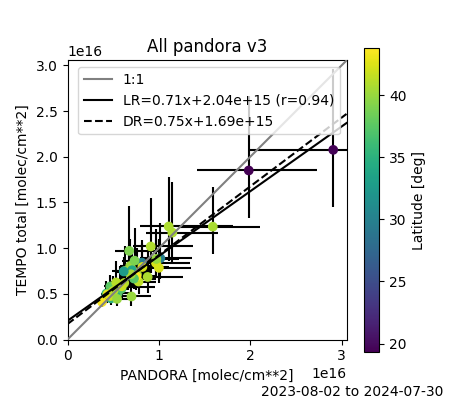 All pandora v3
1e16
3.0
2.5
2.0
1.5
1.0
0.5
0.0
TEMPO total [molec/cm**2]
1:1
LR=0.71x+2.04e+15 (r=0.94)
DR=0.75x+1.69e+15
0
1
2
3
1e16
PANDORA [molec/cm**2]
40
35
30
25
20
Latitude [deg]
2023-08-02 to 2024-07-30